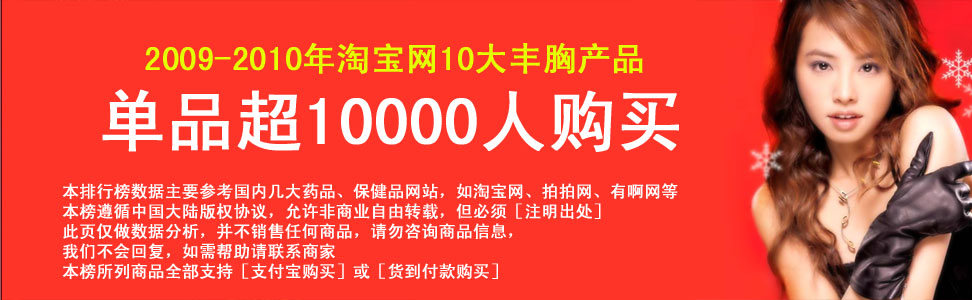 2009-2010年淘宝网10大丰胸产品
单品超10000人购买
本排行榜数据主要参考国内几大药品、保健品网站，如淘宝网、拍拍网、有啊网等
本榜遵循中国大陆版权协议，允许非商业自由转载，但必须［注明出处］
此页仅做数据分析，并不销售任何商品，请勿咨询商品信息，
我们不会回复，如需帮助请联系商家
本榜所列商品全部支持［支付宝购买］或［货到付款购买］